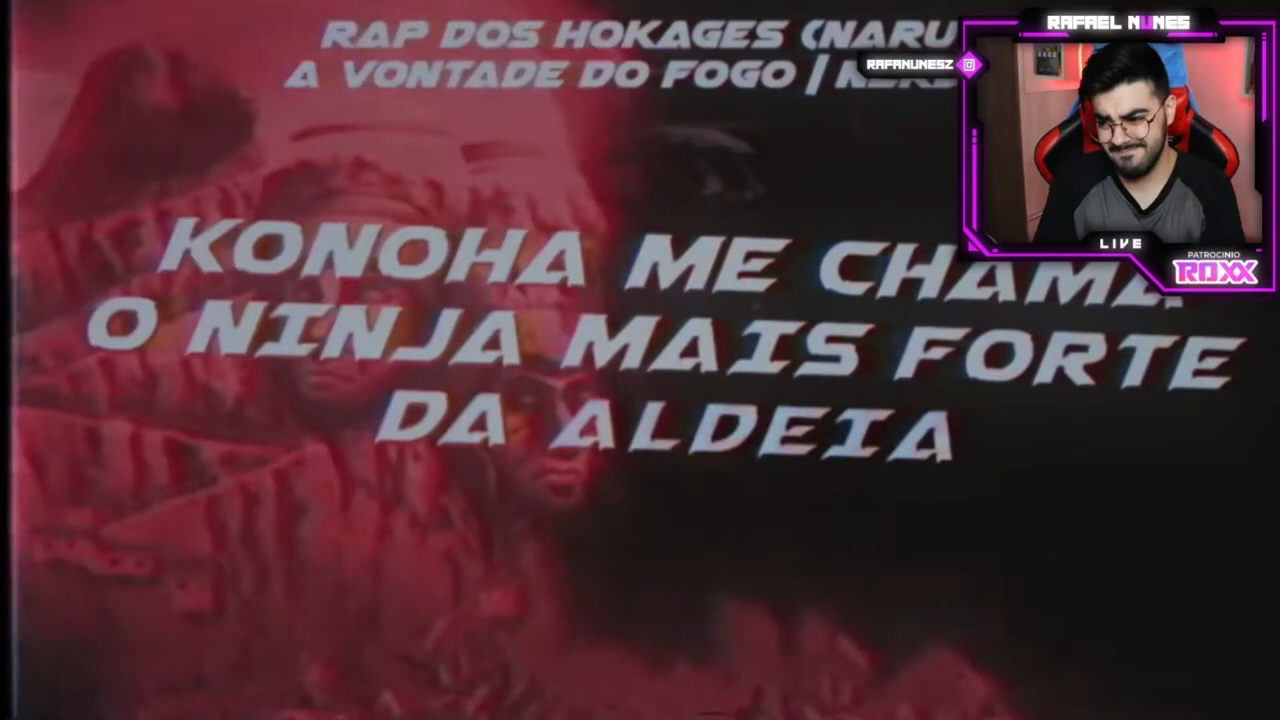 RAP DOS HOKAGES (NARU
A VONTADE DO FOGO |
RAFAEL NUNES
RAFANUNESZ
KONOHA ME CHAMA
O NINJA MAIS FORTE
DA ALDEIA
LIVE
PATROCINIO
ROXX